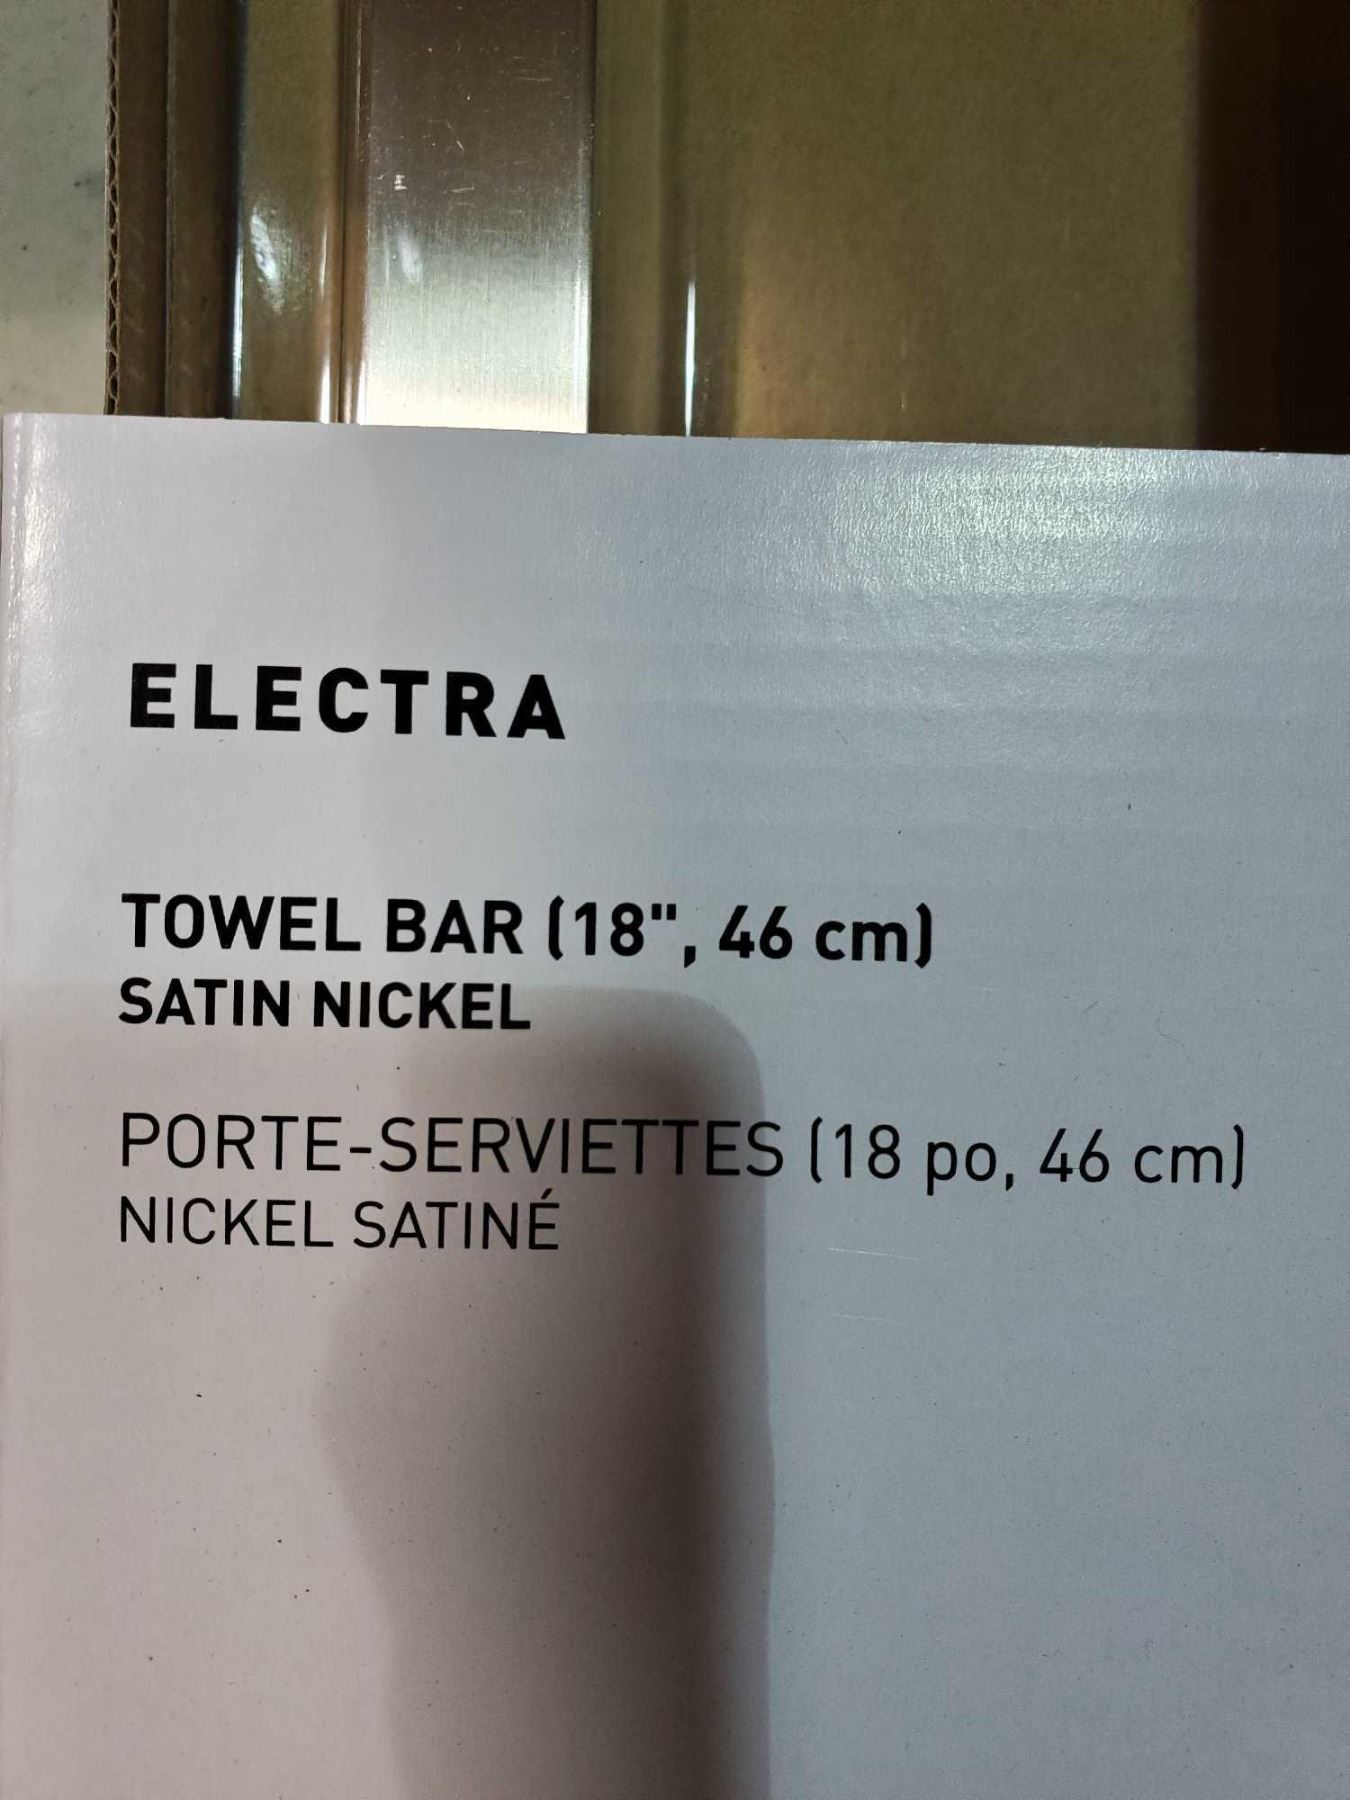 ELECTRA
TOWEL BAR (18", 46 cm)
SATIN NICKEL
PORTE-SERVIETTES (18 po, 46 cm)
NICKEL SATINÉ